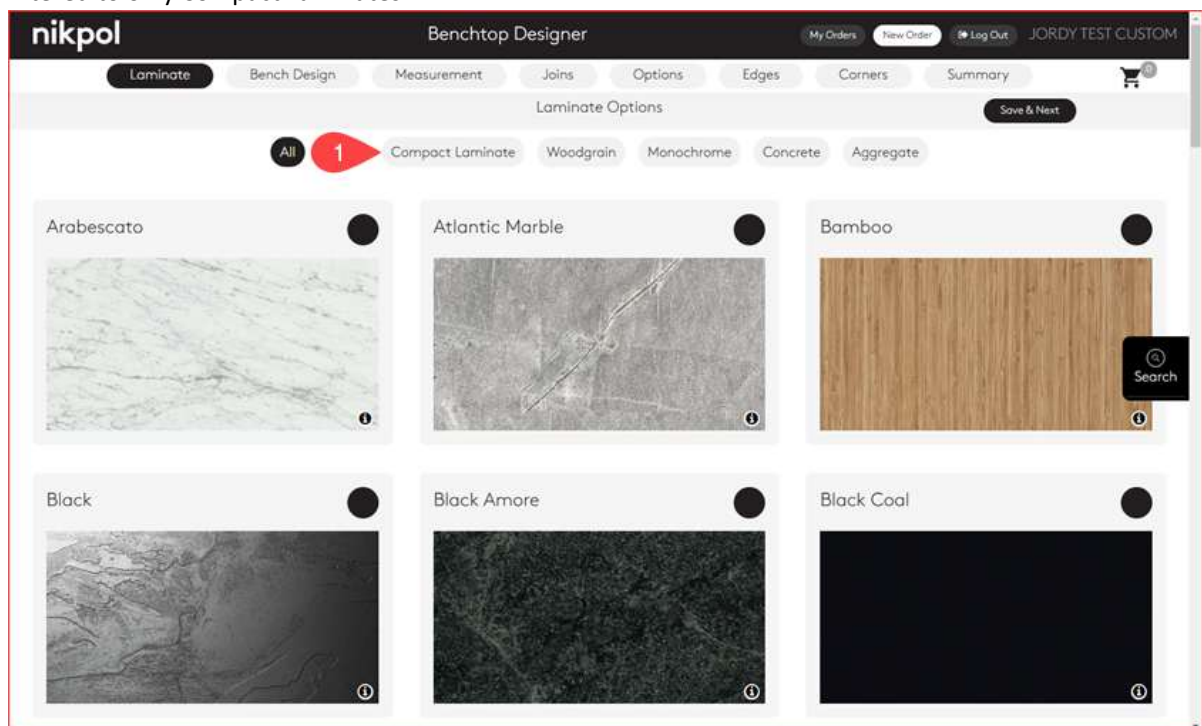 nikpol Benchtop Designer My Orders New Order Log Out JORDY TEST CUSTOM
Laminate Bench Design Measurement Joins Options Edges Corners Summary 0
Laminate Options Save & Next
All 1 Compact Laminate Woodgrain Monochrome Concrete Aggregate
Arabescato Atlantic Marble Bamboo
Search
Black Black Amore Black Coal